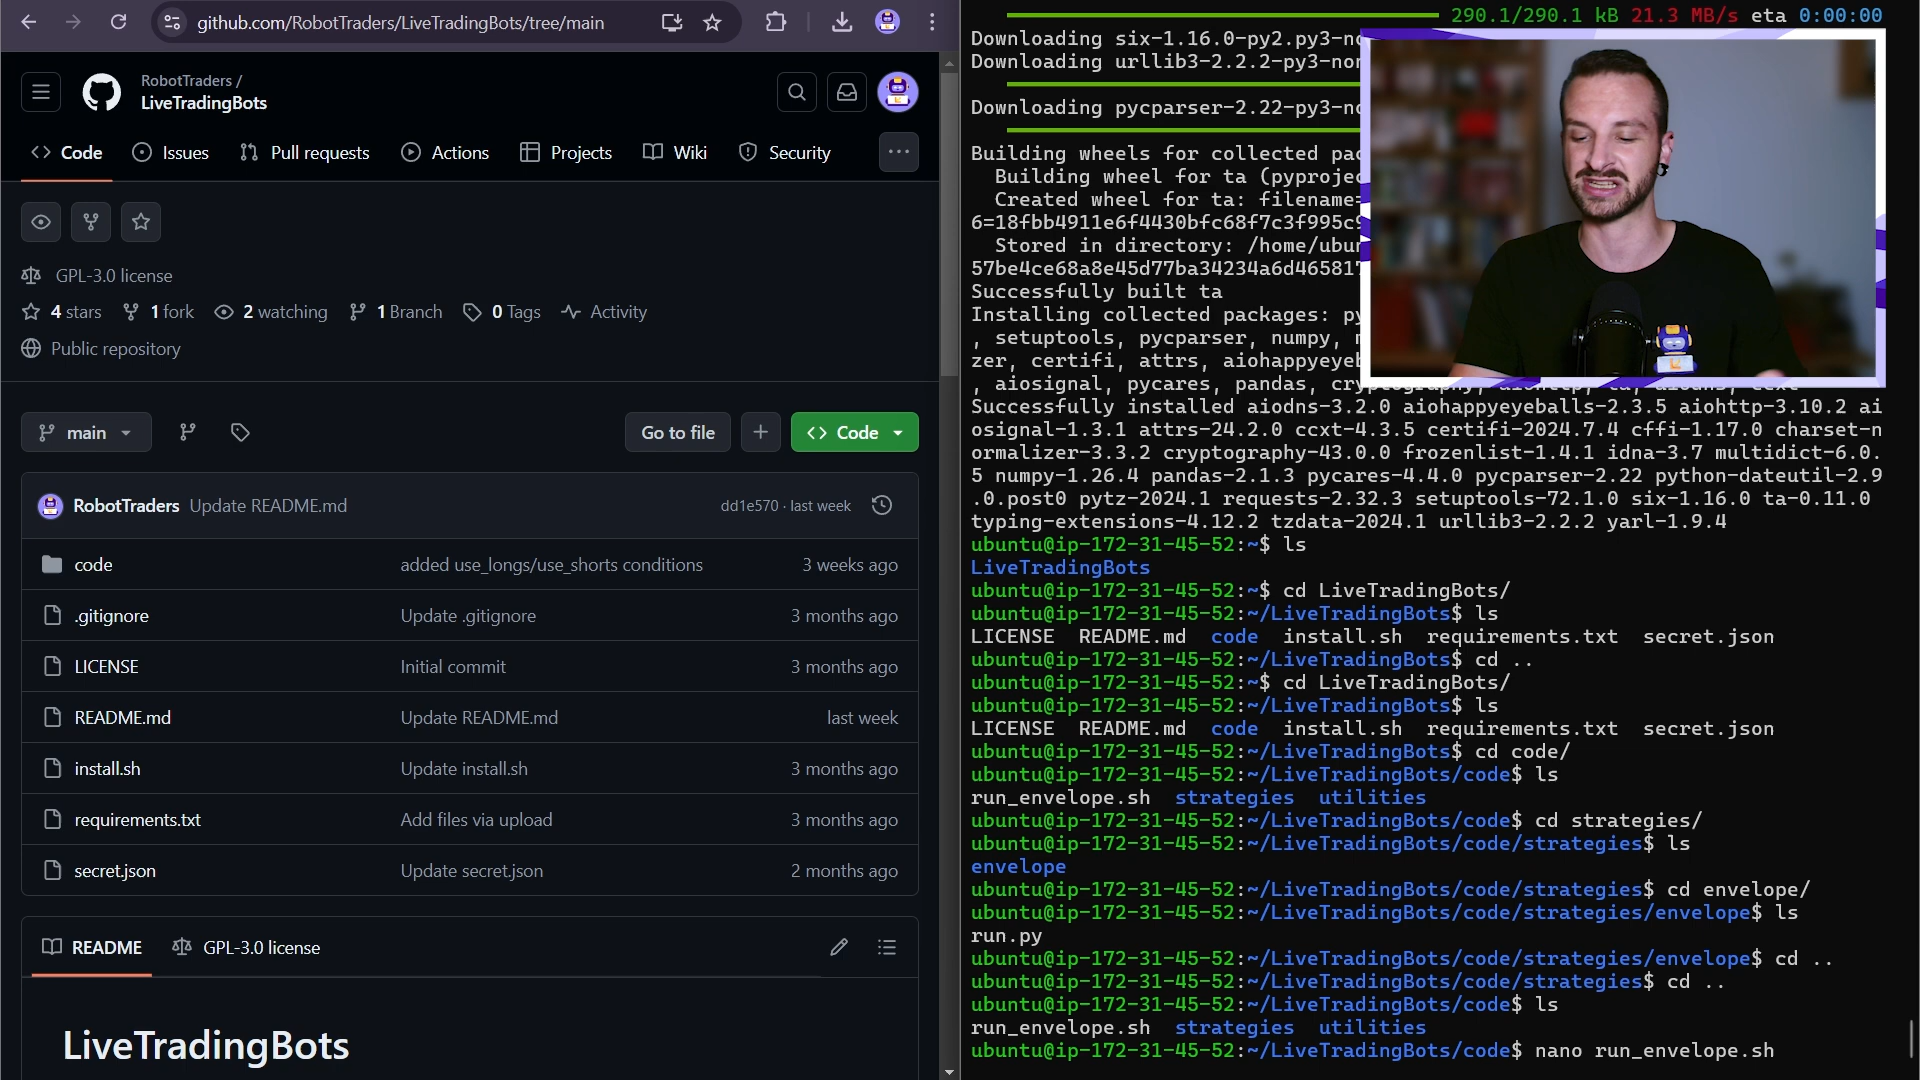 github.com/RobotTraders/LiveTradingBots/tree/main
RobotTraders /
LiveTradingBots
Code
Issues
Pull requests
Actions
Projects
Wiki
Security
GPL-3.0 license
4 stars
1 fork
2 watching
1 Branch
0 Tags
Activity
Public repository
main
Go to file
Code
RobotTraders Update README.md dd1e570 · last week
code added use_longs/use_shorts conditions 3 weeks ago
.gitignore Update .gitignore 3 months ago
LICENSE Initial commit 3 months ago
README.md Update README.md last week
install.sh Update install.sh 3 months ago
requirements.txt Add files via upload 3 months ago
secret.json Update secret.json 2 months ago
README
GPL-3.0 license
LiveTradingBots
290.1/290.1 kB 21.3 MB/s eta 0:00:00
Downloading six-1.16.0-py2.py3-no
Downloading urllib3-2.2.2-py3-non
Downloading pycparser-2.22-py3-no
Building wheels for collected pac
Building wheel for ta (pyprojec
Created wheel for ta: filename=
6=18fbb4911e6f4430bfc68f7c3f995c9
Stored in directory: /home/ubun
57be4ce68a8e45d77ba34234a6d465817
Successfully built ta
Installing collected packages: py
, setuptools, pycparser, numpy,
zer, certifi, attrs, aiohappyeyeb
, aiosignal, pycares, pandas, cryptography, aiohttp, ta, aiodns, ccxt
Successfully installed aiodns-3.2.0 aiohappyeyeballs-2.3.5 aiohttp-3.10.2 ai
osignal-1.3.1 attrs-24.2.0 ccxt-4.3.5 certifi-2024.7.4 cffi-1.17.0 charset-n
ormalizer-3.3.2 cryptography-43.0.0 frozenlist-1.4.1 idna-3.7 multidict-6.0.
5 numpy-1.26.4 pandas-2.1.3 pycares-4.4.0 pycparser-2.22 python-dateutil-2.9
.0.post0 pytz-2024.1 requests-2.32.3 setuptools-72.1.0 six-1.16.0 ta-0.11.0
typing-extensions-4.12.2 tzdata-2024.1 urllib3-2.2.2 yarl-1.9.4
ubuntu@ip-172-31-45-52:~$ ls
LiveTradingBots
ubuntu@ip-172-31-45-52:~$ cd LiveTradingBots/
ubuntu@ip-172-31-45-52:~/LiveTradingBots$ ls
LICENSE README.md code install.sh requirements.txt secret.json
ubuntu@ip-172-31-45-52:~/LiveTradingBots$ cd ..
ubuntu@ip-172-31-45-52:~$ cd LiveTradingBots/
ubuntu@ip-172-31-45-52:~/LiveTradingBots$ ls
LICENSE README.md code install.sh requirements.txt secret.json
ubuntu@ip-172-31-45-52:~/LiveTradingBots$ cd code/
ubuntu@ip-172-31-45-52:~/LiveTradingBots/code$ ls
run_envelope.sh strategies utilities
ubuntu@ip-172-31-45-52:~/LiveTradingBots/code$ cd strategies/
ubuntu@ip-172-31-45-52:~/LiveTradingBots/code/strategies$ ls
envelope
ubuntu@ip-172-31-45-52:~/LiveTradingBots/code/strategies$ cd envelope/
ubuntu@ip-172-31-45-52:~/LiveTradingBots/code/strategies/envelope$ ls
run.py
ubuntu@ip-172-31-45-52:~/LiveTradingBots/code/strategies/envelope$ cd ..
ubuntu@ip-172-31-45-52:~/LiveTradingBots/code/strategies$ cd ..
ubuntu@ip-172-31-45-52:~/LiveTradingBots/code$ ls
run_envelope.sh strategies utilities
ubuntu@ip-172-31-45-52:~/LiveTradingBots/code$ nano run_envelope.sh